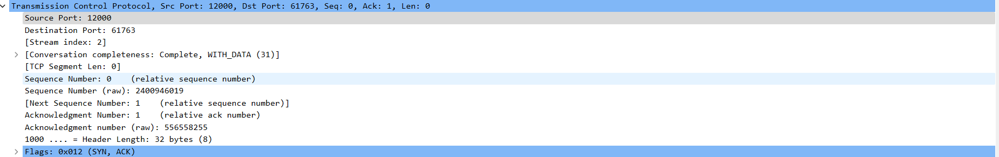 Transmission Control Protocol, Src Port: 12000, Dst Port: 61763, Seq: 0, Ack: 1, Len: 0
Source Port: 12000
Destination Port: 61763
[Stream index: 2]
[Conversation completeness: Complete, WITH_DATA (31)]
[TCP Segment Len: 0]
Sequence Number: 0    (relative sequence number)
Sequence Number (raw): 2400946019
[Next Sequence Number: 1    (relative sequence number)]
Acknowledgment Number: 1    (relative ack number)
Acknowledgment number (raw): 556558255
1000 .... = Header Length: 32 bytes (8)
Flags: 0x012 (SYN, ACK)